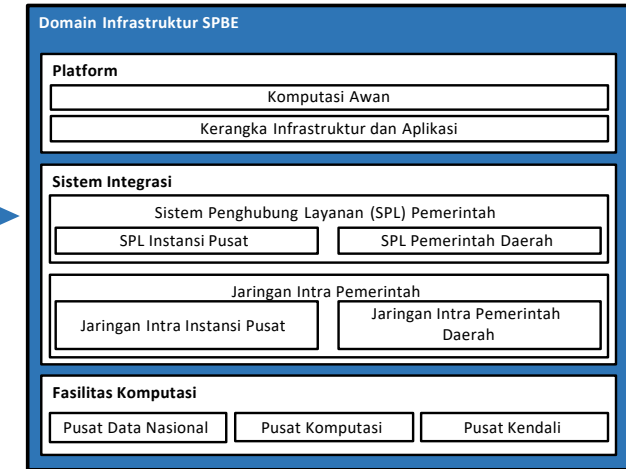 Domain Infrastruktur SPBE
Platform
Komputasi Awan
Kerangka Infrastruktur dan Aplikasi
Sistem Integrasi
Sistem Penghubung Layanan (SPL) Pemerintah
SPL Instansi Pusat
SPL Pemerintah Daerah
Jaringan Intra Pemerintah
Jaringan Intra Instansi Pusat
Jaringan Intra Pemerintah
Daerah
Fasilitas Komputasi
Pusat Data Nasional
Pusat Komputasi
Pusat Kendali